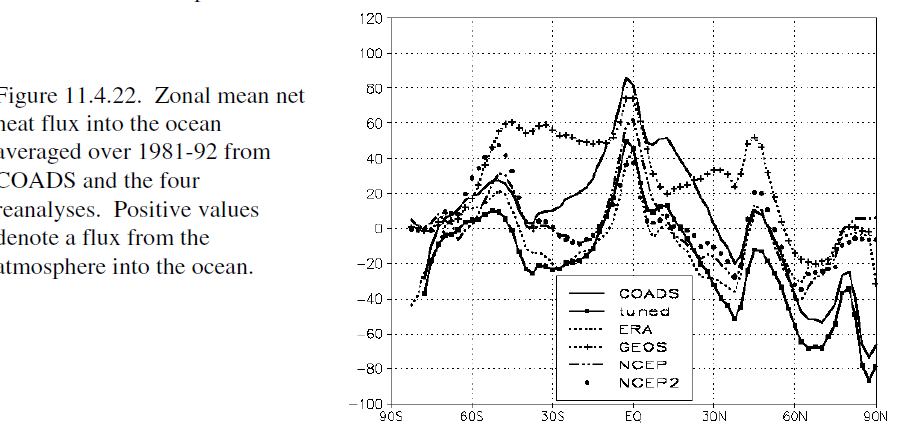 Figure 11.4.22. Zonal mean net
heat flux into the ocean
averaged over 1981-92 from
COADS and the four
reanalyses. Positive values
denote a flux from the
atmosphere into the ocean.
120
100
80
60
40
20
0
−20
−40
−60
−80
−100
90S 60S 30S EQ 30N 60N 90N
COADS
tuned
ERA
GEOS
NCEP
NCEP2